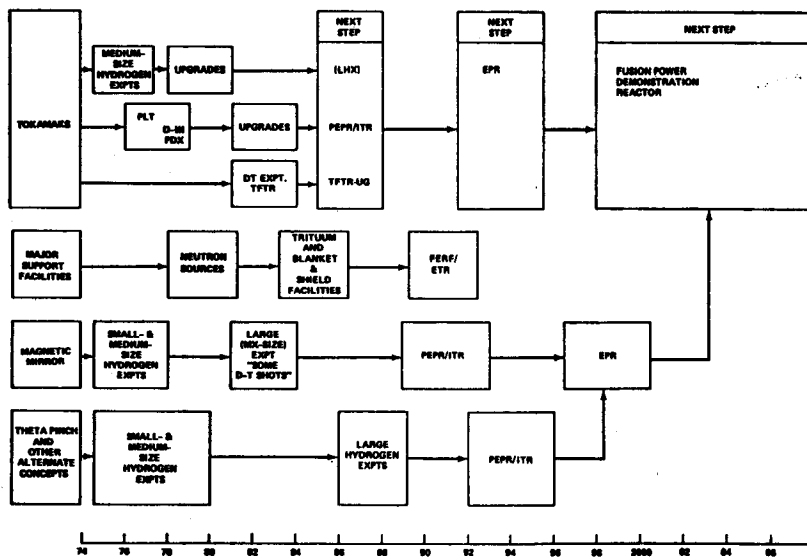 NEXT
STEP
NEXT
STEP
NEXT STEP
TOKAMAKS
MEDIUM-
SIZE
HYDROGEN
EXPTS
UPGRADES
(LHX)
EPR
FUSION POWER
DEMONSTRATION
REACTOR
PLT
D-III
PDX
UPGRADES
PEPR/ITR
DT EXPT.
TFTR
TFTR-UG
MAJOR
SUPPORT
FACILITIES
NEUTRON
SOURCES
TRITUUM
AND
BLANKET
&
SHIELD
FACILITIES
FERF/
ETR
MAGNETIC
MIRROR
SMALL- &
MEDIUM-
SIZE
HYDROGEN
EXPTS
LARGE
(MX-SIZE)
EXPT
"SOME
D-T SHOTS"
PEPR/ITR
EPR
THETA PINCH
AND
OTHER
ALTERNATE
CONCEPTS
SMALL- &
MEDIUM-
SIZE
HYDROGEN
EXPTS
LARGE
HYDROGEN
EXPTS
PEPR/ITR
74 76 78 80 82 84 86 88 90 92 94 96 98 2000 02 04 06